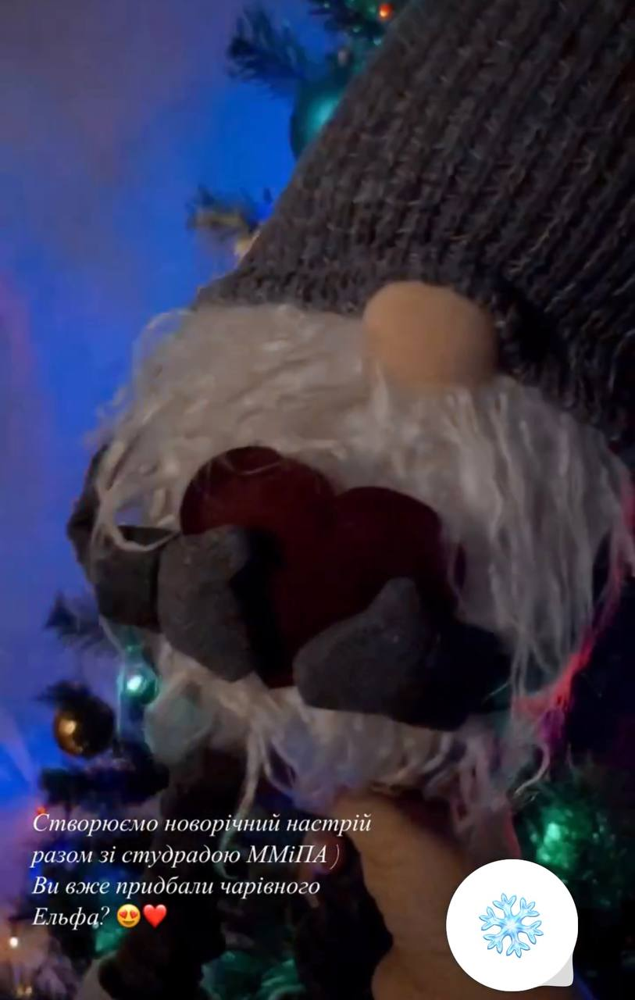 Створюємо новорічний настрій
разом зі студрадою ММіПА )
Ви вже придбали чарівного
Ельфа? 😍❤️